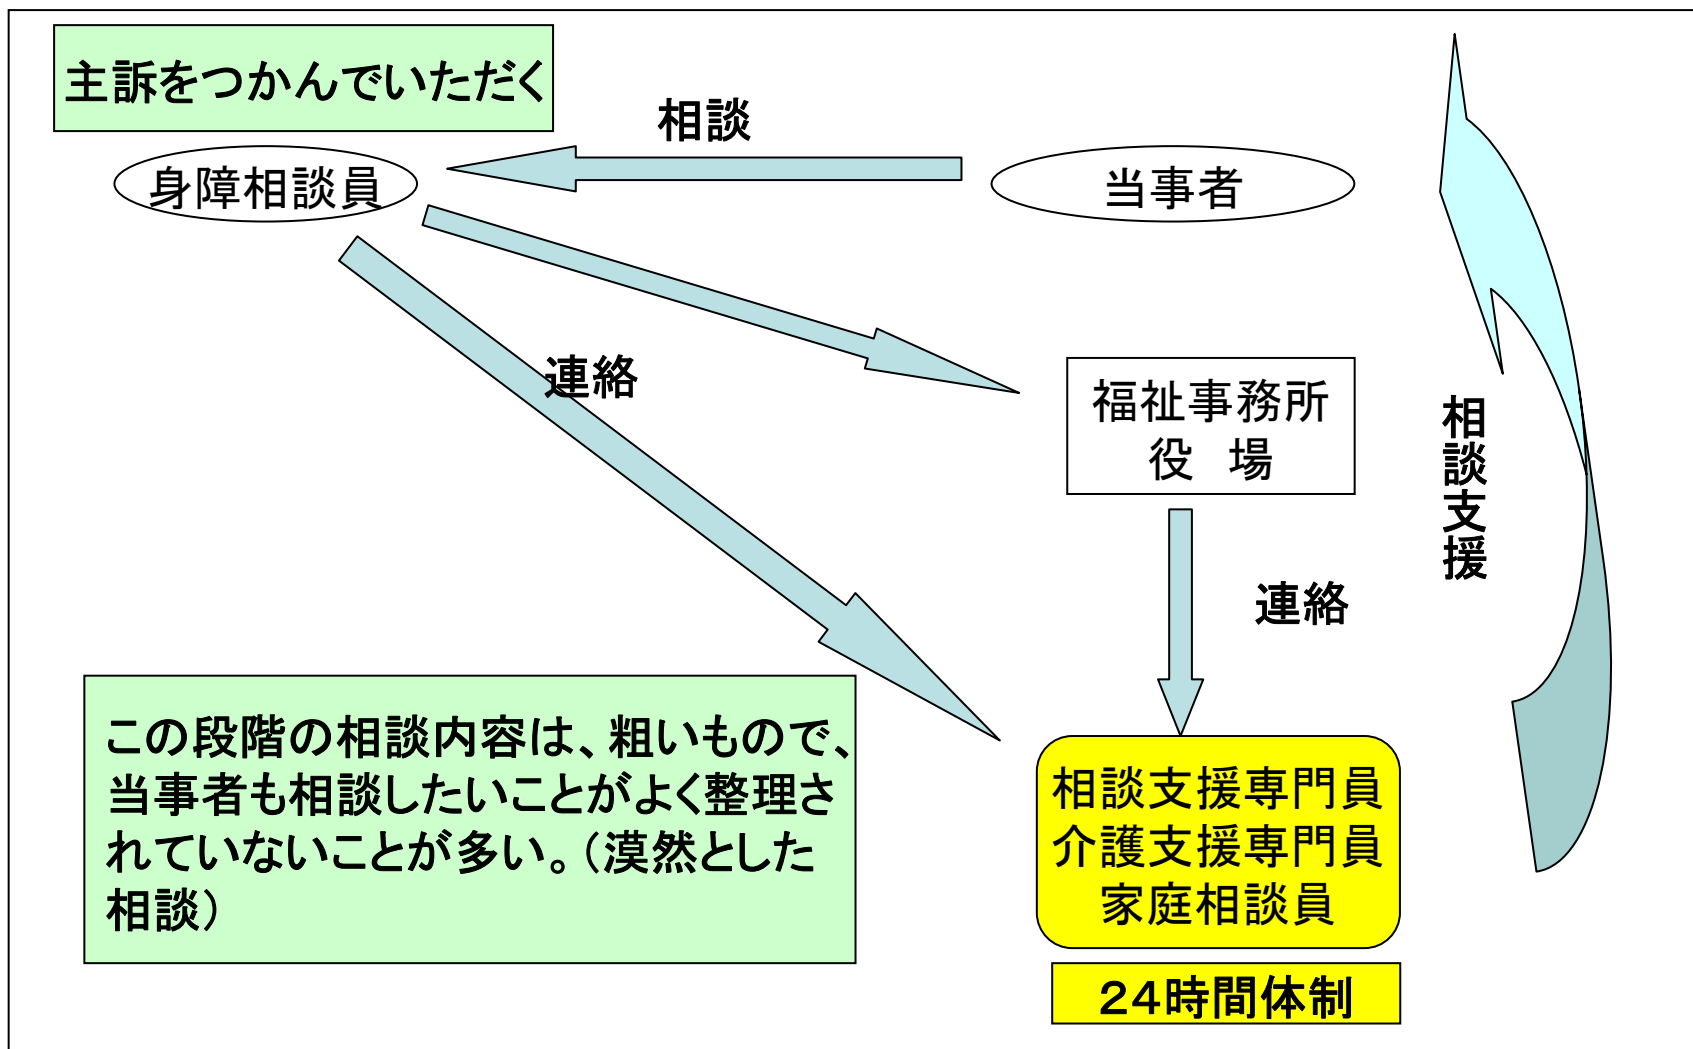 主訴をつかんでいただく
相談
身障相談員
当事者
連絡
福祉事務所
役　場
相談支援
連絡
この段階の相談内容は、粗いもので、
当事者も相談したいことがよく整理さ
れていないことが多い。（漠然とした
相談）
相談支援専門員
介護支援専門員
家庭相談員
２４時間体制